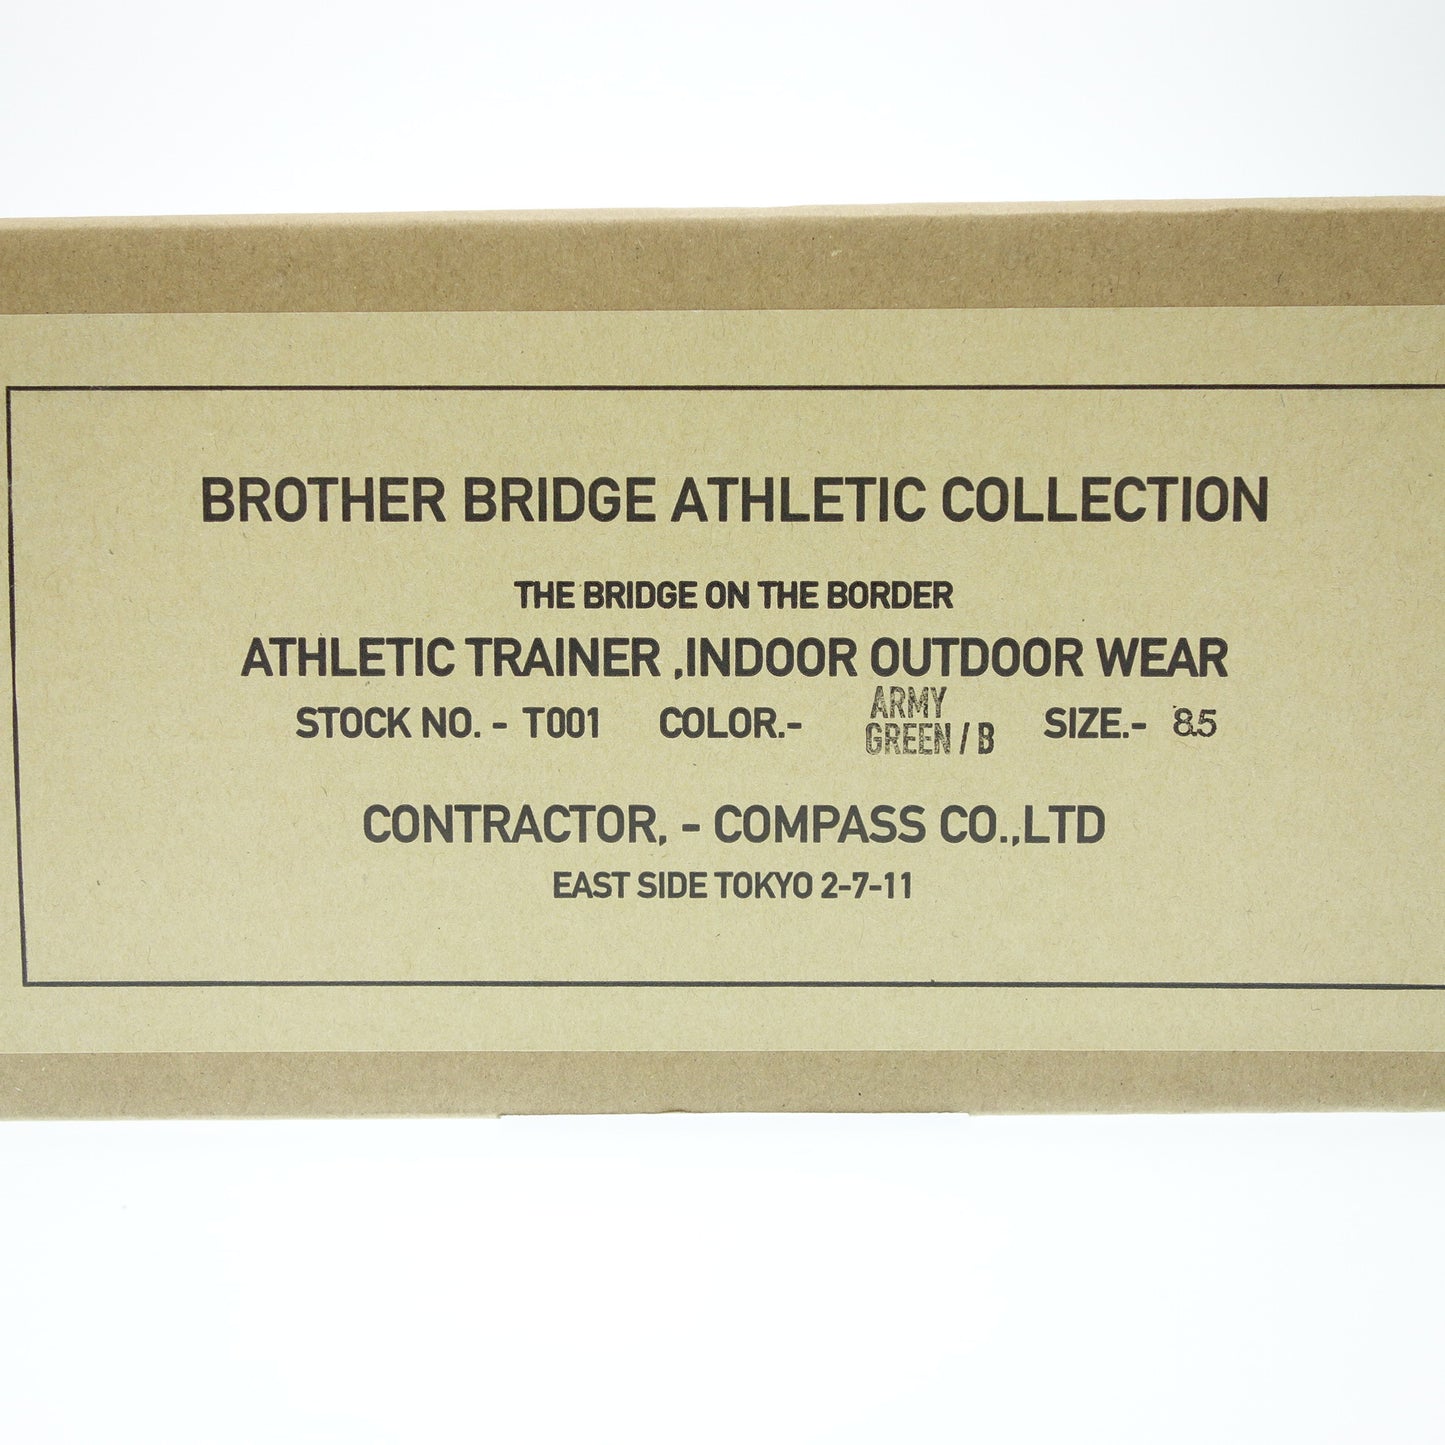 BROTHER BRIDGE ATHLETIC COLLECTION
THE BRIDGE ON THE BORDER
ATHLETIC TRAINER ,INDOOR OUTDOOR WEAR
STOCK NO. - T001 COLOR.- ARMY GREEN / B SIZE.- 8.5
CONTRACTOR, - COMPASS CO.,LTD
EAST SIDE TOKYO 2-7-11